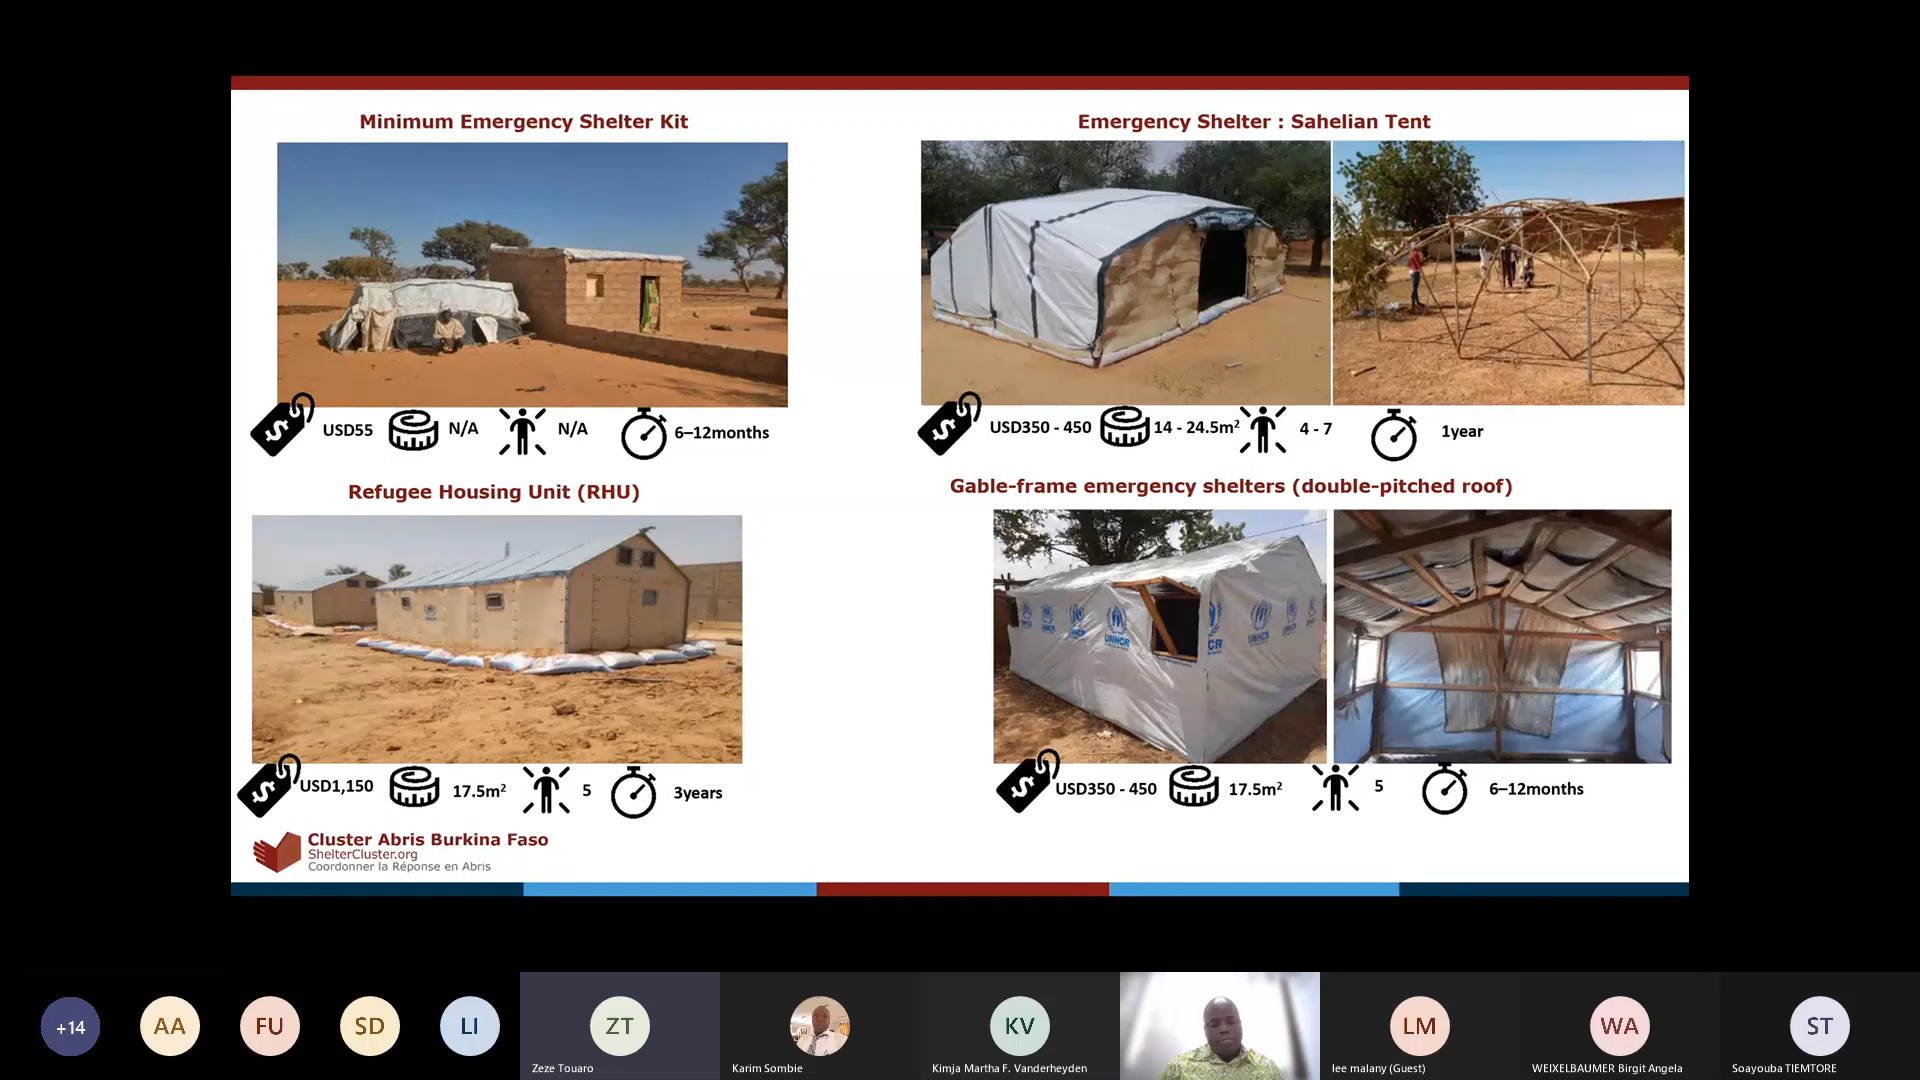 Minimum Emergency Shelter Kit
USD55
N/A
N/A
6–12months
Emergency Shelter : Sahelian Tent
USD350 - 450
14 - 24.5m²
4 - 7
1year
Refugee Housing Unit (RHU)
USD1,150
17.5m²
5
3years
Gable-frame emergency shelters (double-pitched roof)
UNHCR
UNHCR
USD350 - 450
17.5m²
5
6–12months
Cluster Abris Burkina Faso
ShelterCluster.org
Coordonner la Réponse en Abris
+14
AA
FU
SD
LI
ZT
KV
LM
WA
ST
Zeze Touaro
Karim Sombie
Kimja Martha F. Vanderheyden
lee malany (Guest)
WEIXELBAUMER Birgit Angela
Soayouba TIEMTORE